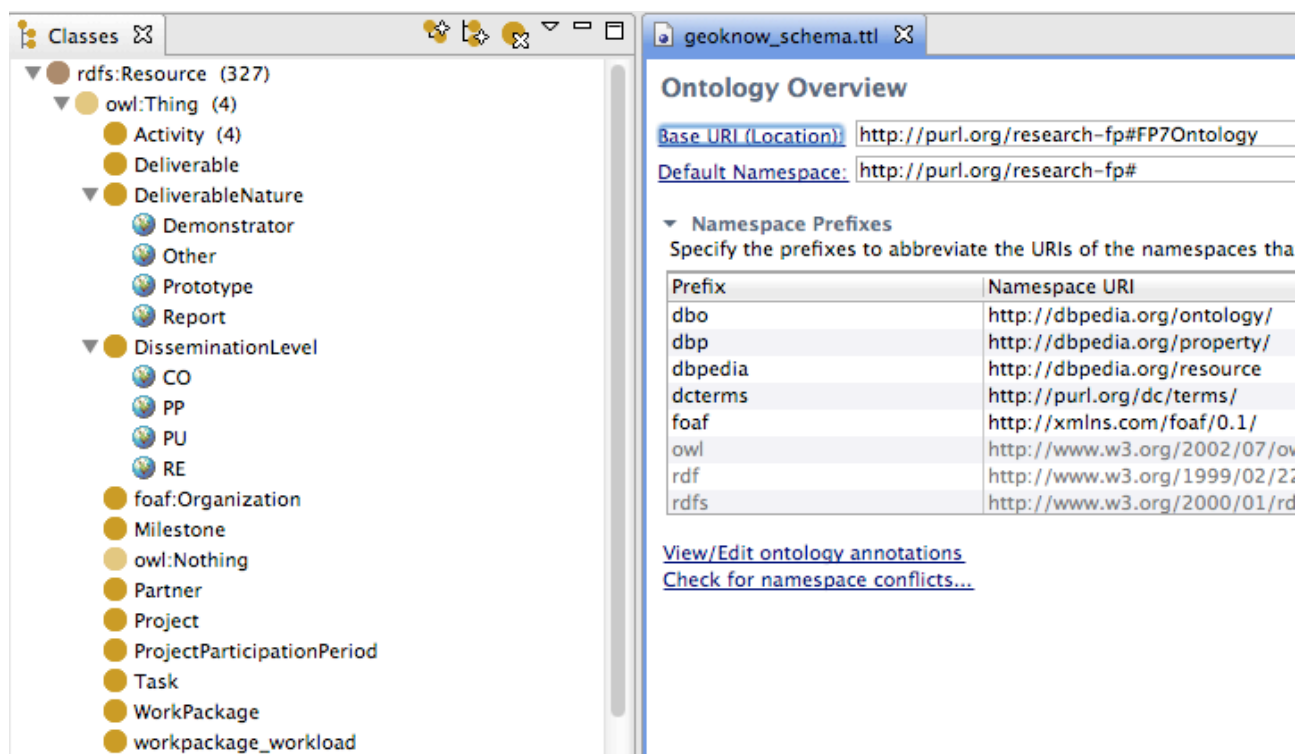 Classes
rdfs:Resource (327)
owl:Thing (4)
Activity (4)
Deliverable
DeliverableNature
Demonstrator
Other
Prototype
Report
DisseminationLevel
CO
PP
PU
RE
foaf:Organization
Milestone
owl:Nothing
Partner
Project
ProjectParticipationPeriod
Task
WorkPackage
workpackage_workload
geoknow_schema.ttl
Ontology Overview
Base URI (Location): http://purl.org/research-fp#FP7Ontology
Default Namespace: http://purl.org/research-fp#
Namespace Prefixes
Specify the prefixes to abbreviate the URIs of the namespaces tha
Prefix Namespace URI
dbo http://dbpedia.org/ontology/
dbp http://dbpedia.org/property/
dbpedia http://dbpedia.org/resource
dcterms http://purl.org/dc/terms/
foaf http://xmlns.com/foaf/0.1/
owl http://www.w3.org/2002/07/ov
rdf http://www.w3.org/1999/02/22
rdfs http://www.w3.org/2000/01/rd
View/Edit ontology annotations
Check for namespace conflicts...